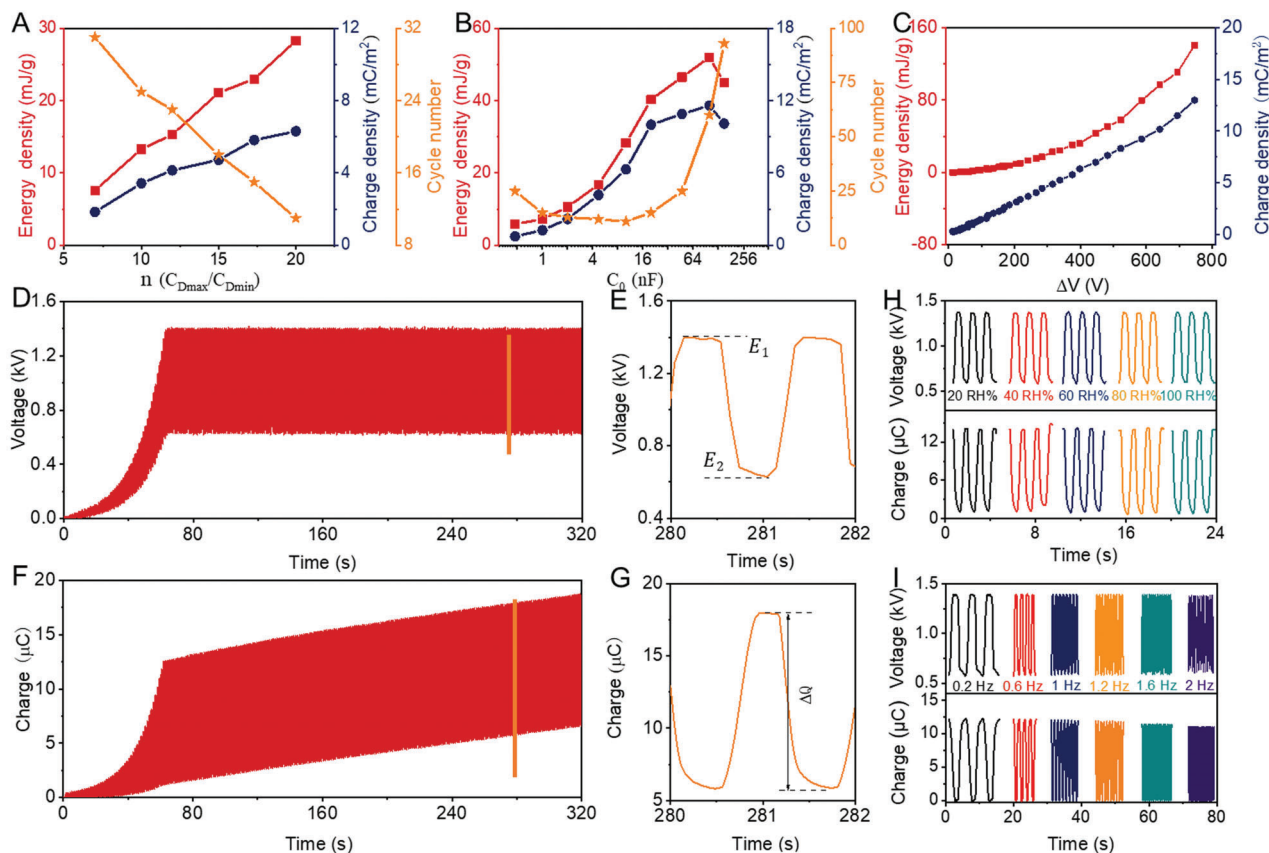 A
Energy density (mJ/g)
30
20
10
0
5
10
15
20
n (C_Dmax/C_Dmin)
12
8
4
0
Charge density (mC/m²)
32
24
16
8
Cycle number
B
Energy density (mJ/g)
60
40
20
0
1
4
16
64
256
C₀ (nF)
18
12
6
0
Charge density (mC/m²)
100
75
50
25
0
Cycle number
C
Energy density (mJ/g)
160
80
0
-80
0
200
400
600
800
ΔV (V)
20
15
10
5
0
Charge density (mC/m²)
D
Voltage (kV)
1.6
1.2
0.8
0.4
0.0
0
80
160
240
320
Time (s)
E
Voltage (kV)
1.6
1.2
0.8
0.4
E₁
E₂
280
281
282
Time (s)
H
Voltage (kV)
1.5
1.0
0.5
20 RH%
40 RH%
60 RH%
80 RH%
100 RH%
Charge (μC)
12
6
0
0
8
16
24
Time (s)
F
Charge (μC)
20
15
10
5
0
0
80
160
240
320
Time (s)
G
Charge (μC)
20
15
10
5
ΔQ
280
281
282
Time (s)
I
Voltage (kV)
1.5
1.0
0.5
0.2 Hz
0.6 Hz
1 Hz
1.2 Hz
1.6 Hz
2 Hz
Charge (μC)
15
10
5
0
0
20
40
60
80
Time (s)